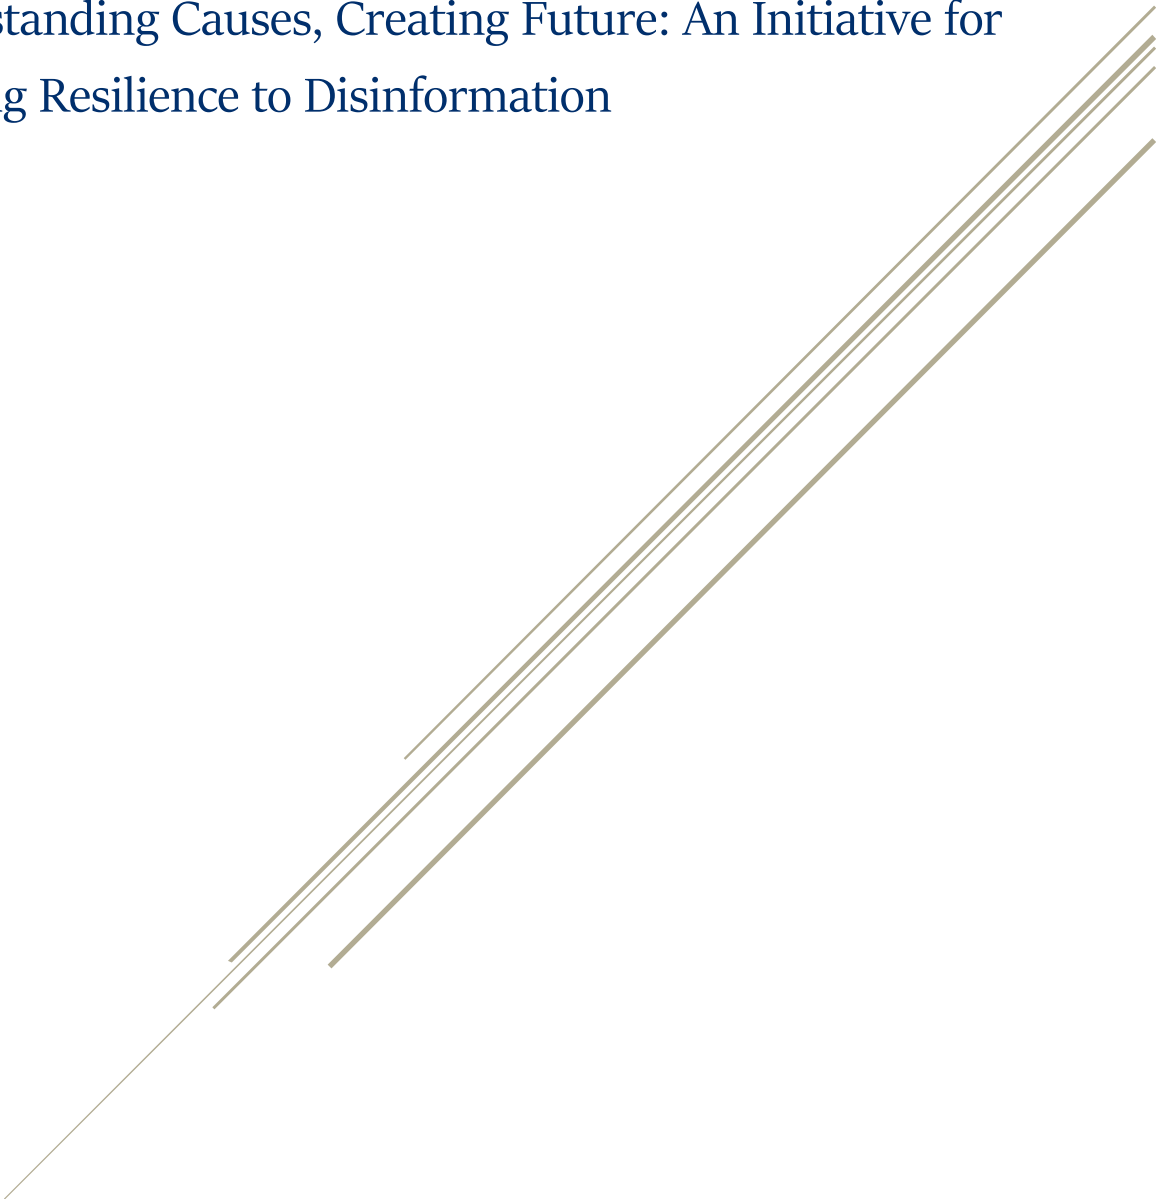 standing Causes, Creating Future: An Initiative for
g Resilience to Disinformation